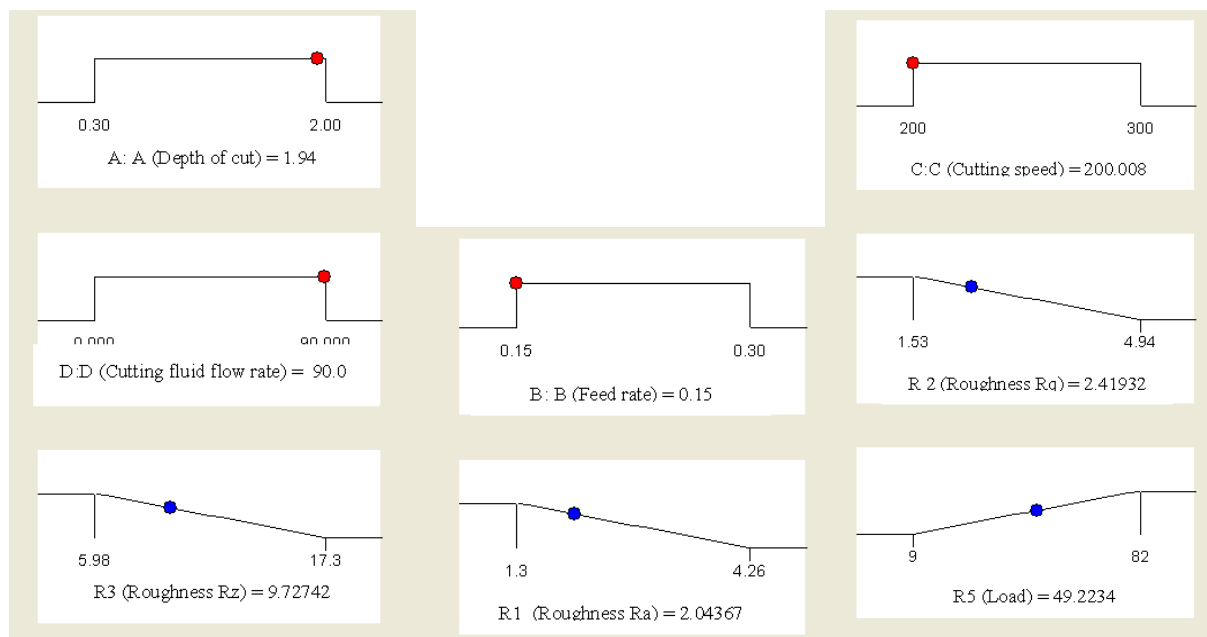 0.30 2.00
A: A (Depth of cut) = 1.94
200 300
C:C (Cutting speed) =200.008
0.000 90.000
D:D (Cutting fluid flow rate) = 90.0
0.15 0.30
B: B (Feed rate) = 0.15
1.53 4.94
R 2 (Roughness Rq) = 2.41932
5.98 17.3
R3 (Roughness Rz) = 9.72742
1.3 4.26
R1 (Roughness Ra) = 2.04367
9 82
R5 (Load) = 49.2234